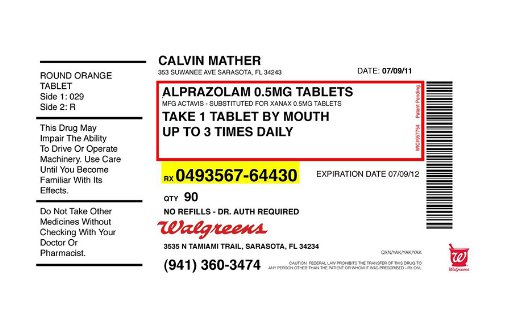 ROUND ORANGE
TABLET
Side 1: 029
Side 2: R
This Drug May
Impair The Ability
To Drive Or Operate
Machinery. Use Care
Until You Become
Familiar With Its
Effects.
Do Not Take Other
Medicines Without
Checking With Your
Doctor Or
Pharmacist.
CALVIN MATHER
353 SUWANEE AVE SARASOTA, FL 34243
DATE: 07/09/11
ALPRAZOLAM 0.5MG TABLETS
MFG ACTAVIS - SUBSTITUTED FOR XANAX 0.5MG TABLETS
TAKE 1 TABLET BY MOUTH
UP TO 3 TIMES DAILY
RX 0493567-64430
EXPIRATION DATE 07/09/12
QTY 90
NO REFILLS - DR. AUTH REQUIRED
Walgreens
3535 N TAMIAMI TRAIL, SARASOTA, FL 34234
(941) 360-3474
CAUTION: FEDERAL LAW PROHIBITS THE TRANSFER OF THIS DRUG TO
ANY PERSON OTHER THAN THE PATIENT FOR WHOM IT WAS PRESCRIBED - RX ONLY
W
Walgreens